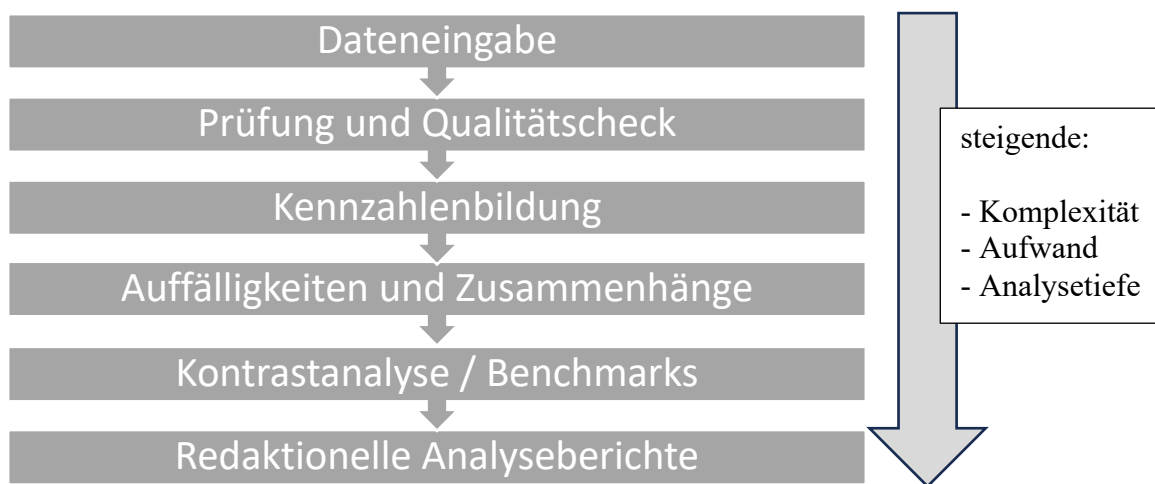 Dateneingabe
Prüfung und Qualitätscheck
Kennzahlenbildung
Auffälligkeiten und Zusammenhänge
Kontrastanalyse / Benchmarks
Redaktionelle Analyseberichte
steigende:
- Komplexität
- Aufwand
- Analysetiefe